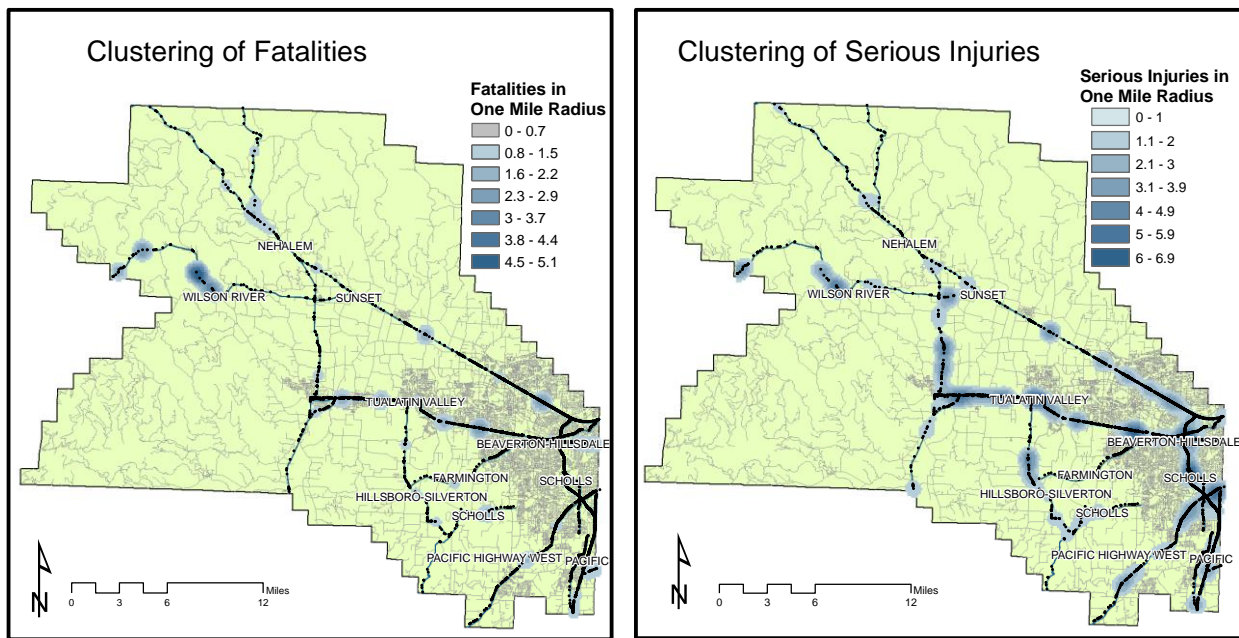 Clustering of Fatalities
Fatalities in
One Mile Radius
0 - 0.7
0.8 - 1.5
1.6 - 2.2
2.3 - 2.9
3 - 3.7
3.8 - 4.4
4.5 - 5.1
NEHALEM
WILSON RIVER
SUNSET
TUALATIN VALLEY
BEAVERTON-HILLSDALE
FARMINGTON
SCHOLLS
HILLSBORO-SILVERTON
SCHOLLS
PACIFIC HIGHWAY WEST
PACIFIC
N
Miles
0 3 6 12
Clustering of Serious Injuries
Serious Injuries in
One Mile Radius
0 - 1
1.1 - 2
2.1 - 3
3.1 - 3.9
4 - 4.9
5 - 5.9
6 - 6.9
NEHALEM
WILSON RIVER
SUNSET
TUALATIN VALLEY
BEAVERTON-HILLSDALE
FARMINGTON
SCHOLLS
HILLSBORO-SILVERTON
SCHOLLS
PACIFIC HIGHWAY WEST
PACIFIC
N
Miles
0 3 6 12